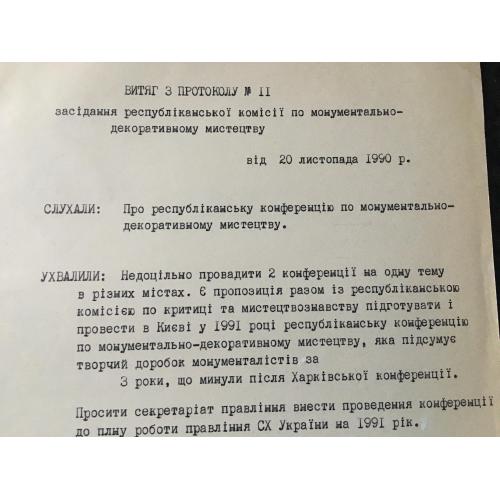 ВИТЯГ З ПРОТОКОЛУ № II
засідання республіканської комісії по монументально-
декоративному мистецтву
від 20 листопада 1990 р.
СЛУХАЛИ: Про республіканську конференцію по монументально-
декоративному мистецтву.
УХВАЛИЛИ: Недоцільно провадити 2 конференції на одну тему
в різних містах. Є пропозиція разом із республіканською
комісією по критиці та мистецтвознавству підготувати і
провести в Києві у 1991 році республіканську конференцію
по монументально-декоративному мистецтву, яка підсумує
творчий доробок монументалістів за
3 роки, що минули після Харківської конференції.
Просити секретаріат правління внести проведення конференції
до плну роботи правління СХ України на 1991 рік.